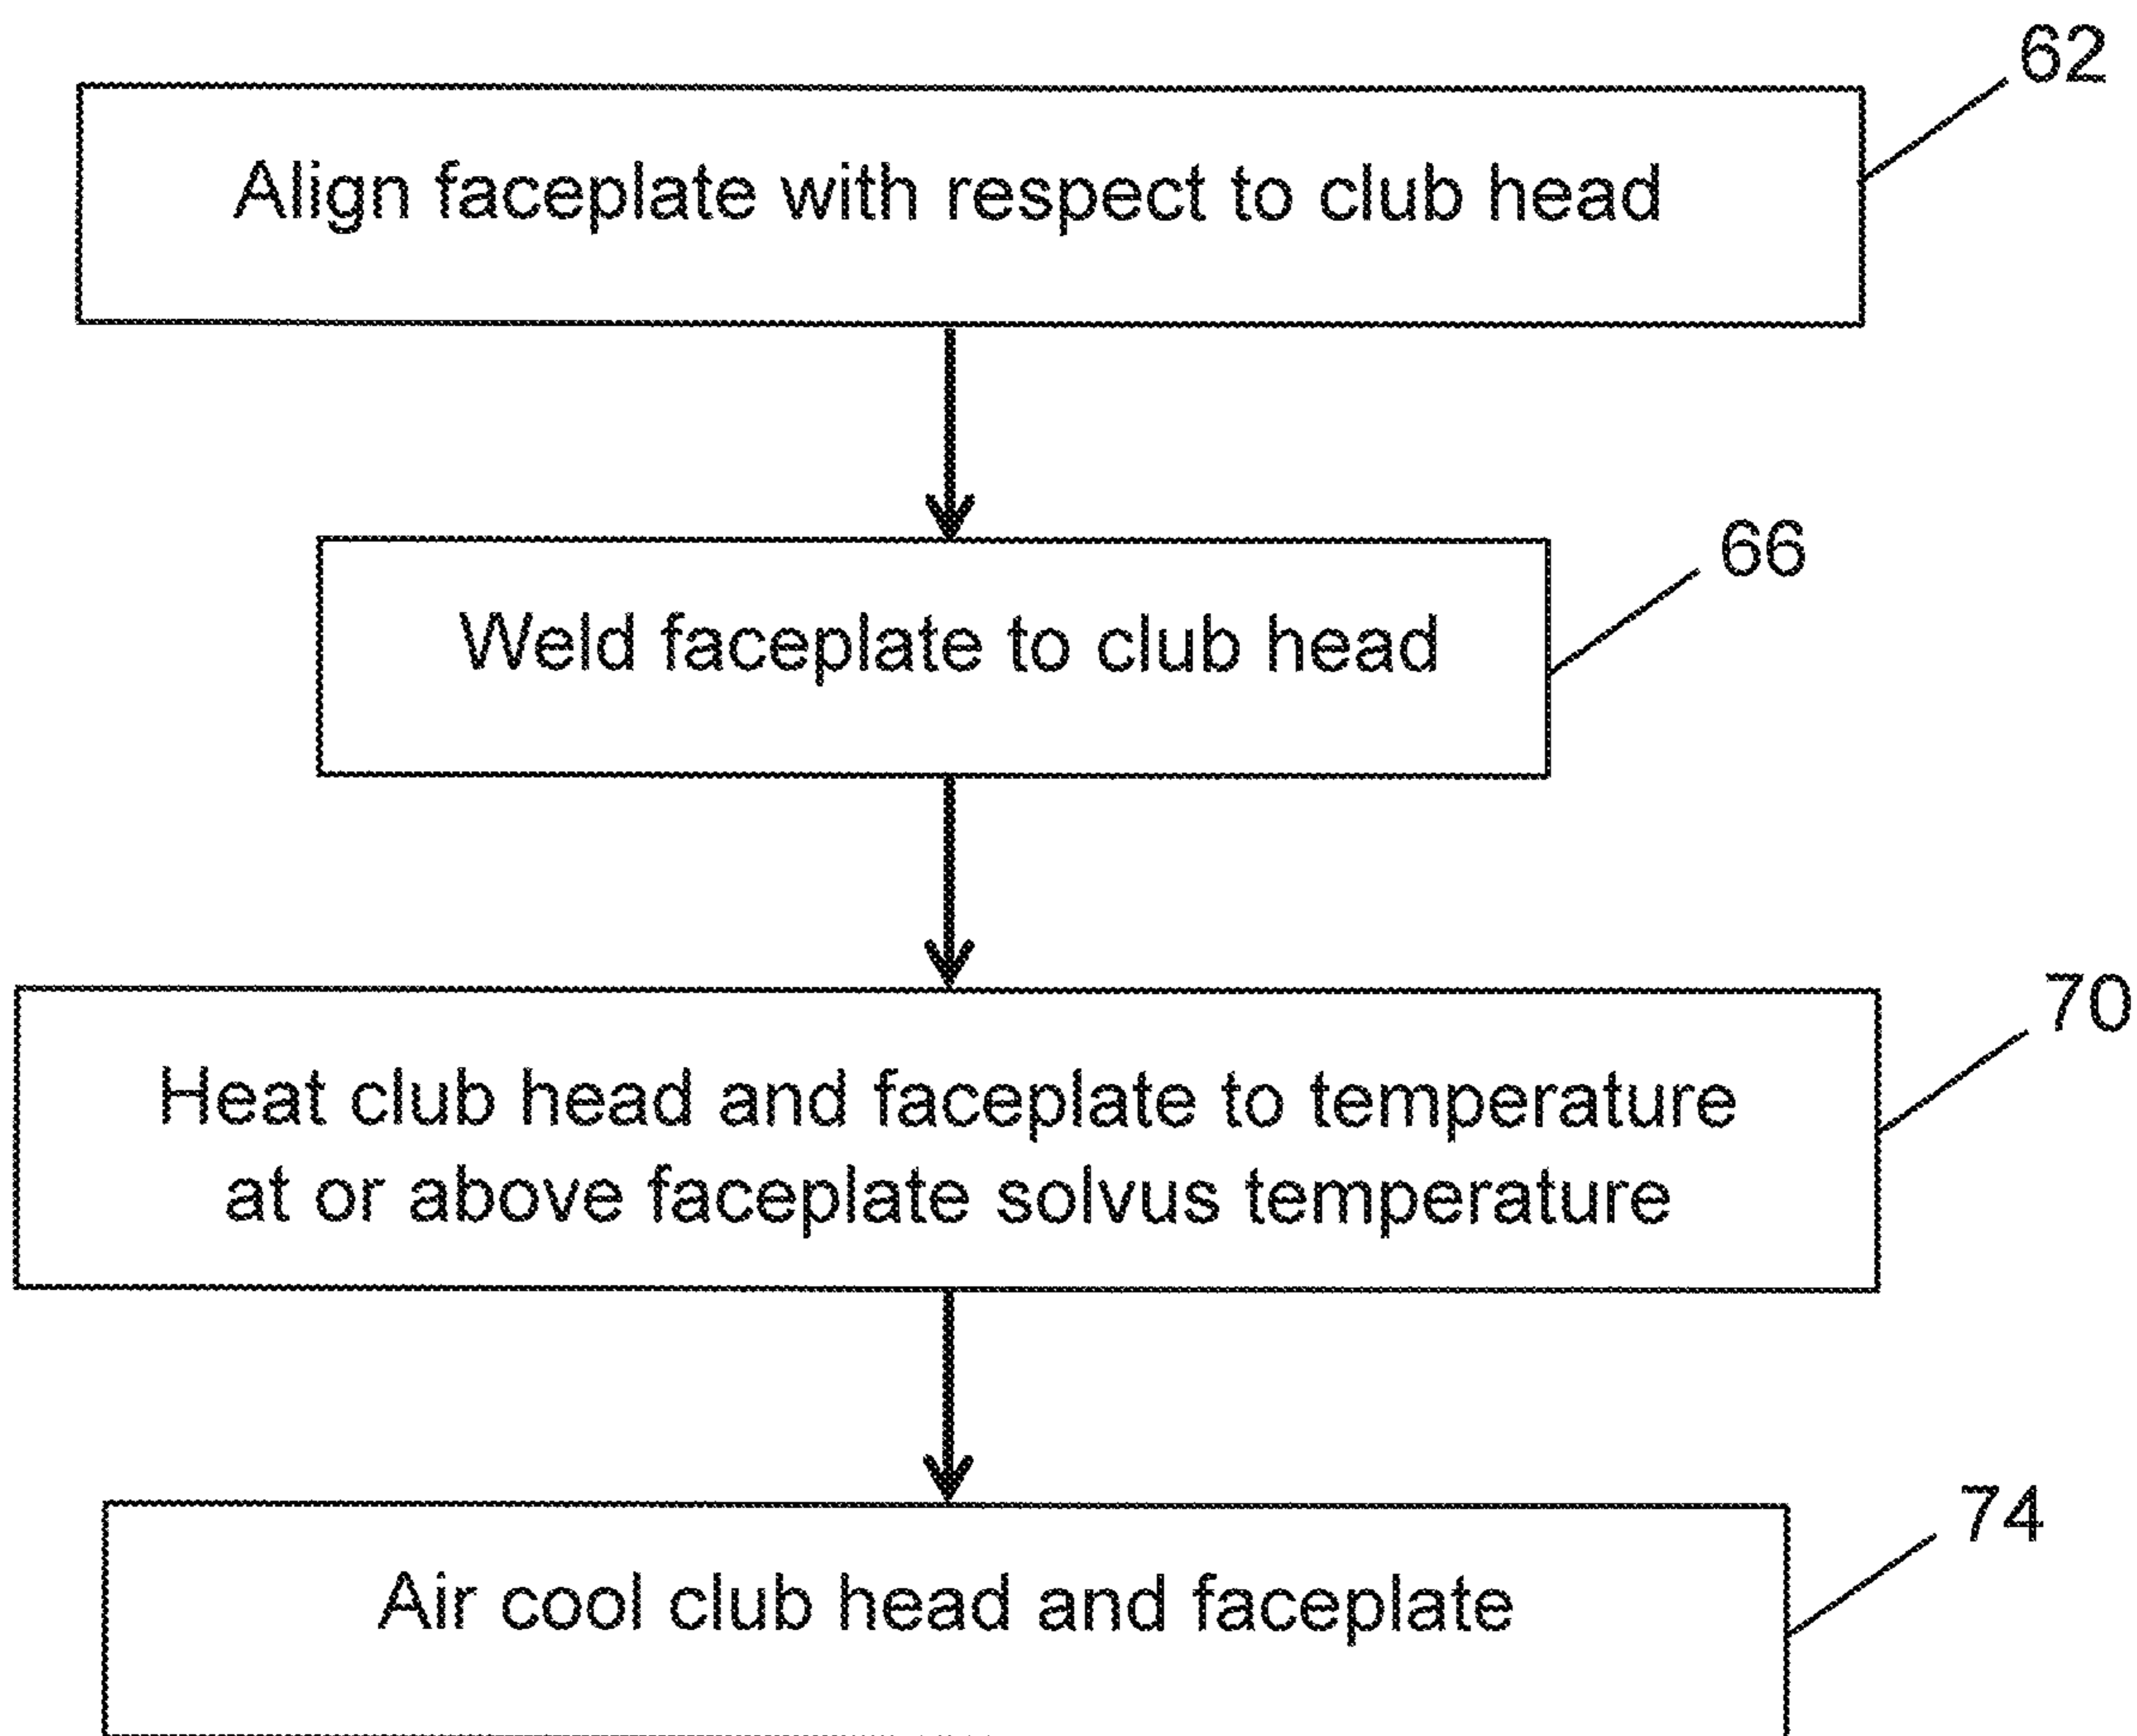 62
Align faceplate with respect to club head
66
Weld faceplate to club head
70
Heat club head and faceplate to temperature
at or above faceplate solvus temperature
74
Air cool club head and faceplate